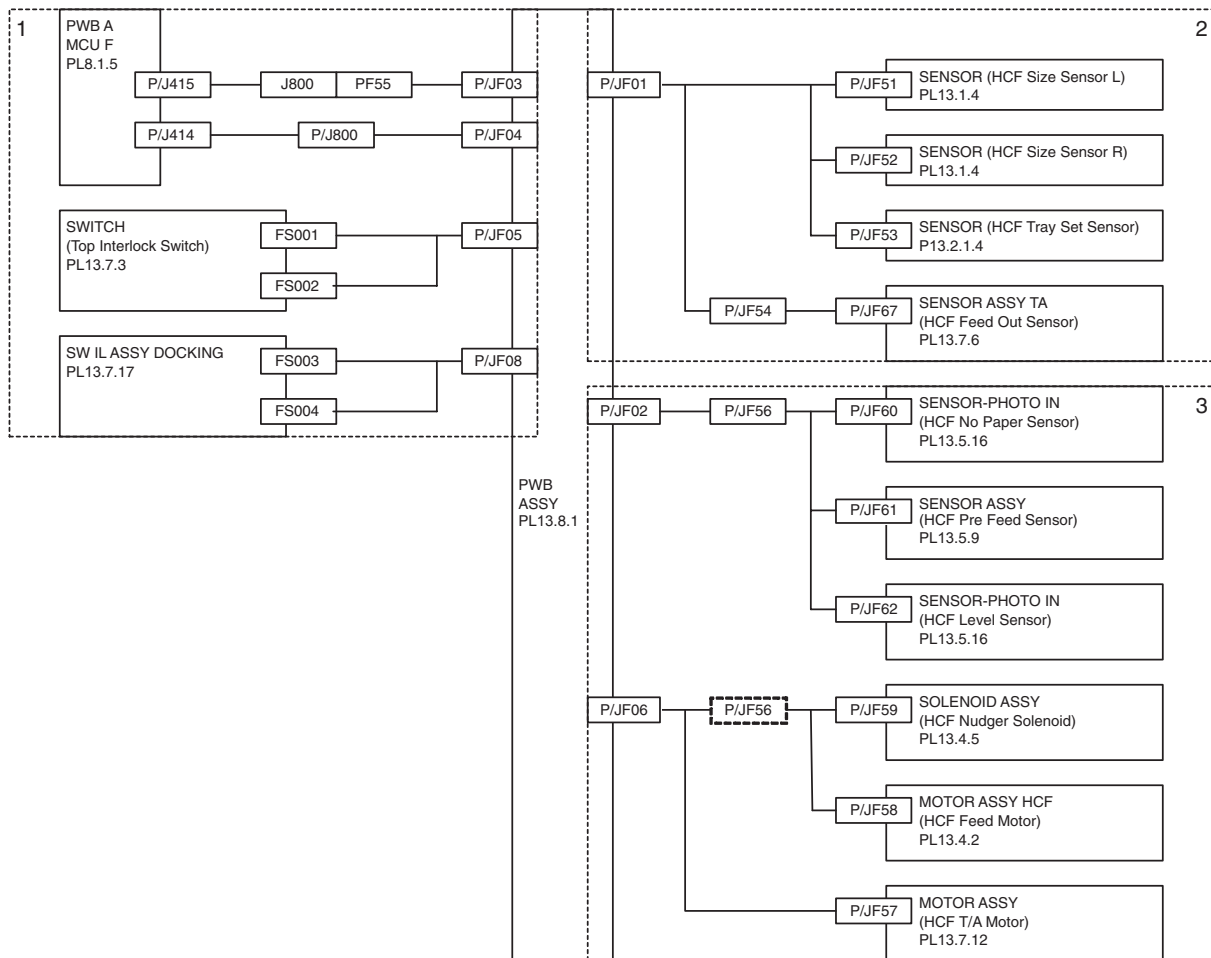 1
PWB A
MCU F
PL8.1.5
P/J415
J800
PF55
P/JF03
P/J414
P/J800
P/JF04
SWITCH
(Top Interlock Switch)
PL13.7.3
FS001
P/JF05
FS002
SW IL ASSY DOCKING
PL13.7.17
FS003
P/JF08
FS004
PWB
ASSY
PL13.8.1
2
P/JF01
P/JF51
SENSOR (HCF Size Sensor L)
PL13.1.4
P/JF52
SENSOR (HCF Size Sensor R)
PL13.1.4
P/JF53
SENSOR (HCF Tray Set Sensor)
P13.2.1.4
P/JF54
P/JF67
SENSOR ASSY TA
(HCF Feed Out Sensor)
PL13.7.6
3
P/JF02
P/JF56
P/JF60
SENSOR-PHOTO IN
(HCF No Paper Sensor)
PL13.5.16
P/JF61
SENSOR ASSY
(HCF Pre Feed Sensor)
PL13.5.9
P/JF62
SENSOR-PHOTO IN
(HCF Level Sensor)
PL13.5.16
P/JF06
P/JF56
P/JF59
SOLENOID ASSY
(HCF Nudger Solenoid)
PL13.4.5
P/JF58
MOTOR ASSY HCF
(HCF Feed Motor)
PL13.4.2
P/JF57
MOTOR ASSY
(HCF T/A Motor)
PL13.7.12